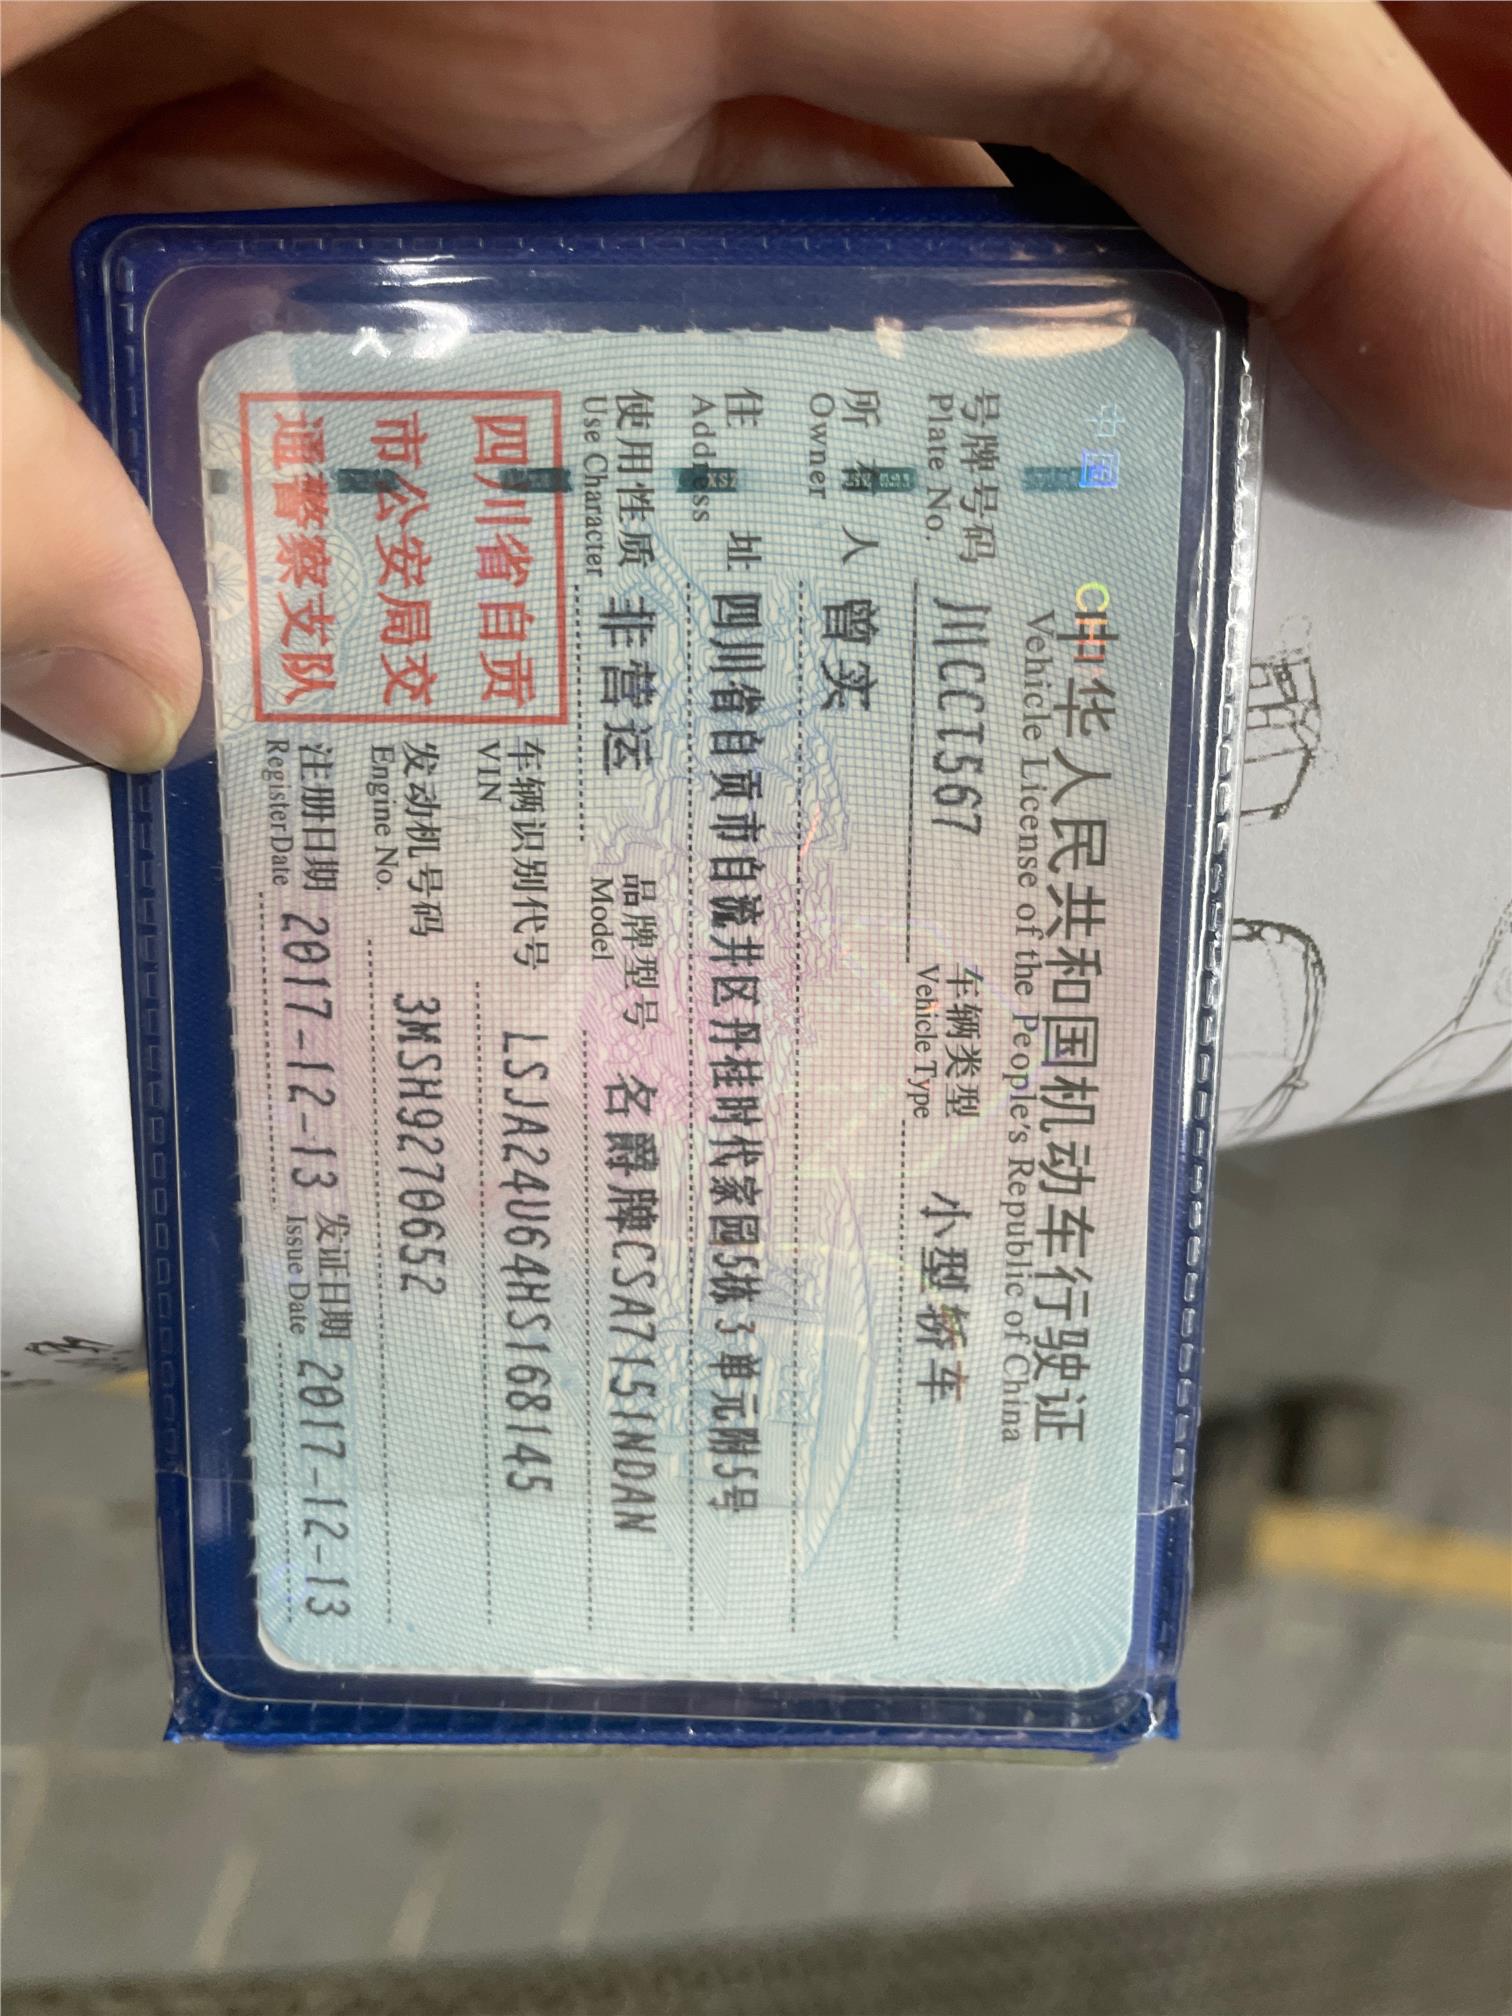 中国 CHI
中华人民共和国机动车行驶证
Vehicle License of the People's Republic of China
号牌号码 川CCT567 车辆类型 小型轿车
Plate No. Vehicle Type
所有人 曾实
Owner
住址 四川省自贡市自流井区丹桂时代家园5栋3单元附5号
Address
使用性质 非营运 品牌型号 名爵牌CSA7151NDAN
Use Character Model
四川省自贡
市公安局交
通警察支队
车辆识别代号 LSJA24U64HS168145
VIN
发动机号码 3MSH9270652
Engine No.
注册日期 2017-12-13 发证日期 2017-12-13
Register Date Issue Date